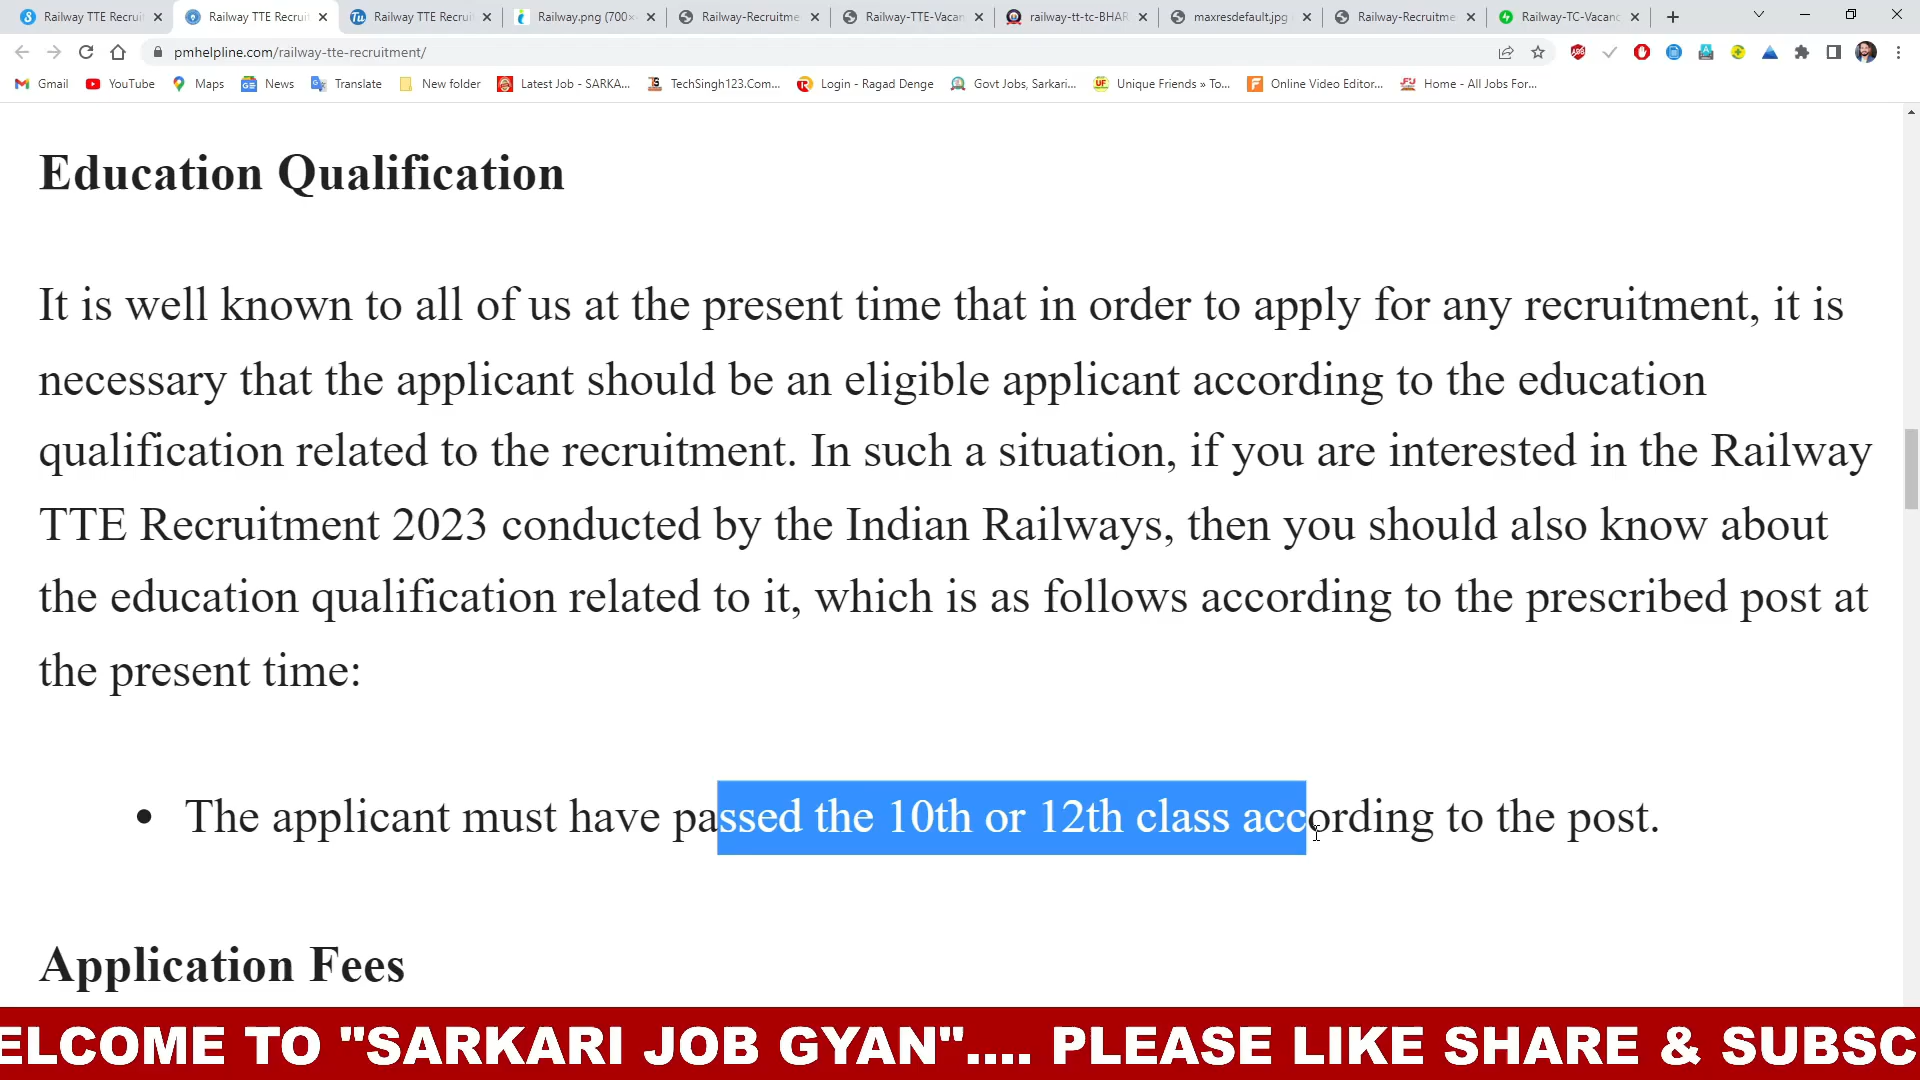 Railway TTE Recrui
Railway TTE Recrui
Railway TTE Recrui
Railway.png (700×
Railway-Recruitme
Railway-TTE-Vacan
railway-tt-tc-BHAR
maxresdefault.jpg
Railway-Recruitme
Railway-TC-Vacanc
pmhelpline.com/railway-tte-recruitment/
Gmail YouTube Maps News Translate New folder Latest Job - SARKA... TechSingh123.Com... Login - Ragad Denge Govt Jobs, Sarkari... Unique Friends » To... Online Video Editor... Home - All Jobs For...
Education Qualification
It is well known to all of us at the present time that in order to apply for any recruitment, it is
necessary that the applicant should be an eligible applicant according to the education
qualification related to the recruitment. In such a situation, if you are interested in the Railway
TTE Recruitment 2023 conducted by the Indian Railways, then you should also know about
the education qualification related to it, which is as follows according to the prescribed post at
the present time:
• The applicant must have passed the 10th or 12th class according to the post.
Application Fees
ELCOME TO "SARKARI JOB GYAN".... PLEASE LIKE SHARE & SUBSC